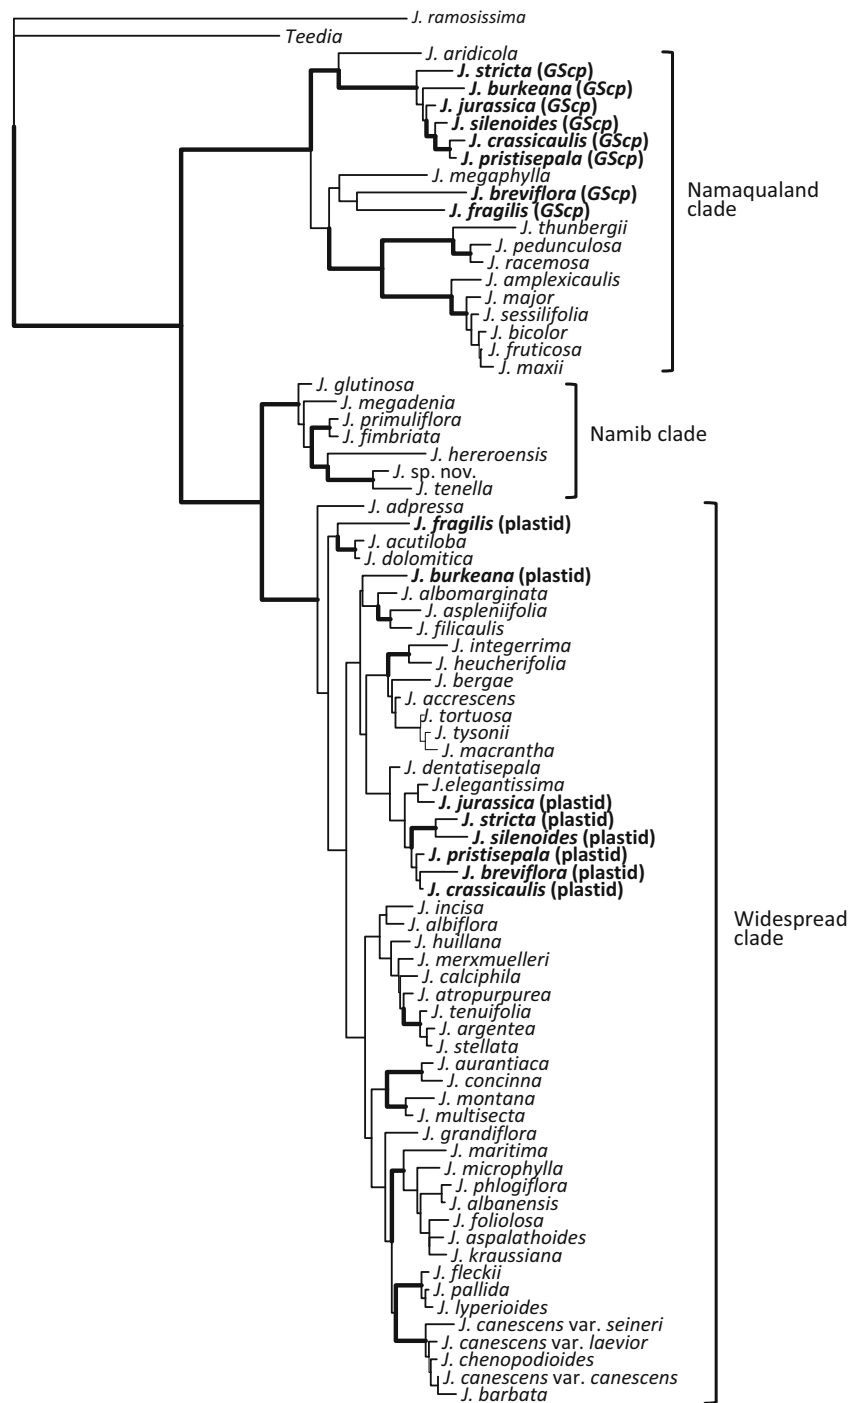 J. ramosissima
Teedia
J. aridicola
J. stricta (GScp)
J. burkeana (GScp)
J. jurassica (GScp)
J. silenoides (GScp)
J. crassicaulis (GScp)
J. pristisepala (GScp)
J. megaphylla
J. breviflora (GScp)
J. fragilis (GScp)
J. thunbergii
J. pedunculosa
J. racemosa
J. amplexicaulis
J. major
J. sessilifolia
J. bicolor
J. fruticosa
J. maxii
Namaqualand
clade
J. glutinosa
J. megadenia
J. primuliflora
J. fimbriata
J. hereroensis
J. sp. nov.
J. tenella
Namib clade
J. adpressa
J. fragilis (plastid)
J. acutiloba
J. dolomitica
J. burkeana (plastid)
J. albomarginata
J. aspleniifolia
J. filicaulis
J. integerrima
J. heucherifolia
J. bergae
J. accrescens
J. tortuosa
J. tysonii
J. macrantha
J. dentatisepala
J.elegantissima
J. jurassica (plastid)
J. stricta (plastid)
J. silenoides (plastid)
J. pristisepala (plastid)
J. breviflora (plastid)
J. crassicaulis (plastid)
J. incisa
J. albiflora
J. huillana
J. merxmuelleri
J. calciphila
J. atropurpurea
J. tenuifolia
J. argentea
J. stellata
J. aurantiaca
J. concinna
J. montana
J. multisecta
J. grandiflora
J. maritima
J. microphylla
J. phlogiflora
J. albanensis
J. foliolosa
J. aspalathoides
J. kraussiana
J. fleckii
J. pallida
J. lyperioides
J. canescens var. seineri
J. canescens var. laevior
J. chenopodioides
J. canescens var. canescens
J. barbata
Widespread
clade